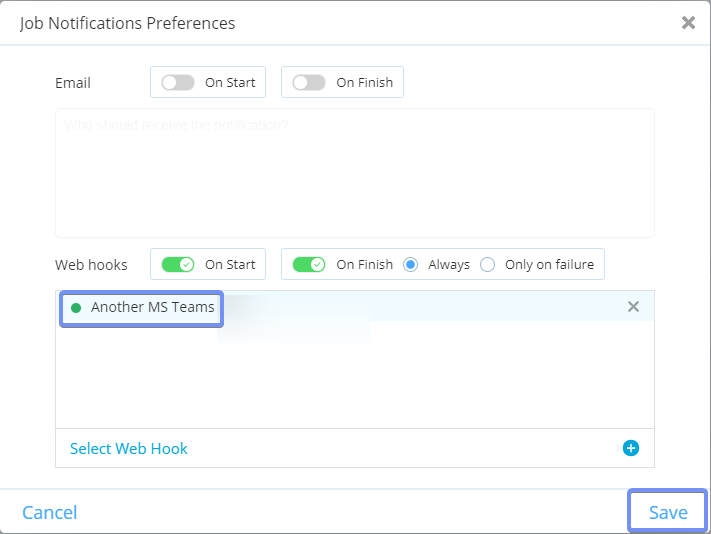 Job Notifications Preferences
Email On Start On Finish
Who should receive the notification?
Web hooks On Start On Finish Always Only on failure
Another MS Teams
Select Web Hook
Cancel Save